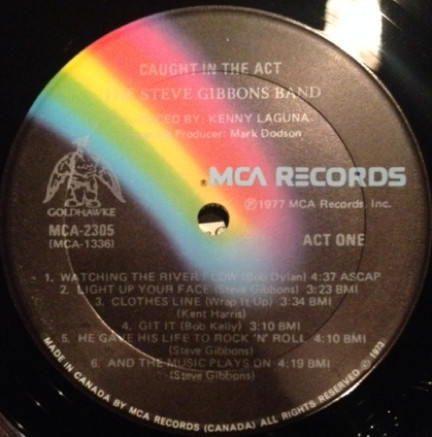 CAUGHT IN THE ACT
THE STEVE GIBBONS BAND
PRODUCED BY: KENNY LAGUNA
Producer: Mark Dodson
® MCA RECORDS
GOLDHAWKE
℗1977 MCA Records, Inc.
MCA-2305
(MCA-1336)
ACT ONE
1. WATCHING THE RIVER FLOW (Bob Dylan) 4:37 ASCAP
2. LIGHT UP YOUR FACE (Steve Gibbons) 3:23 BMI
3. CLOTHES LINE (Wrap It Up) 3:34 BMI
(Kent Harris)
4. GIT IT (Bob Kelly) 3:10 BMI
5. HE GAVE HIS LIFE TO ROCK 'N' ROLL 4:10 BMI
(Steve Gibbons)
6. AND THE MUSIC PLAYS ON 4:19 BMI
(Steve Gibbons)
MADE IN CANADA BY MCA RECORDS (CANADA) ALL RIGHTS RESERVED ©1973